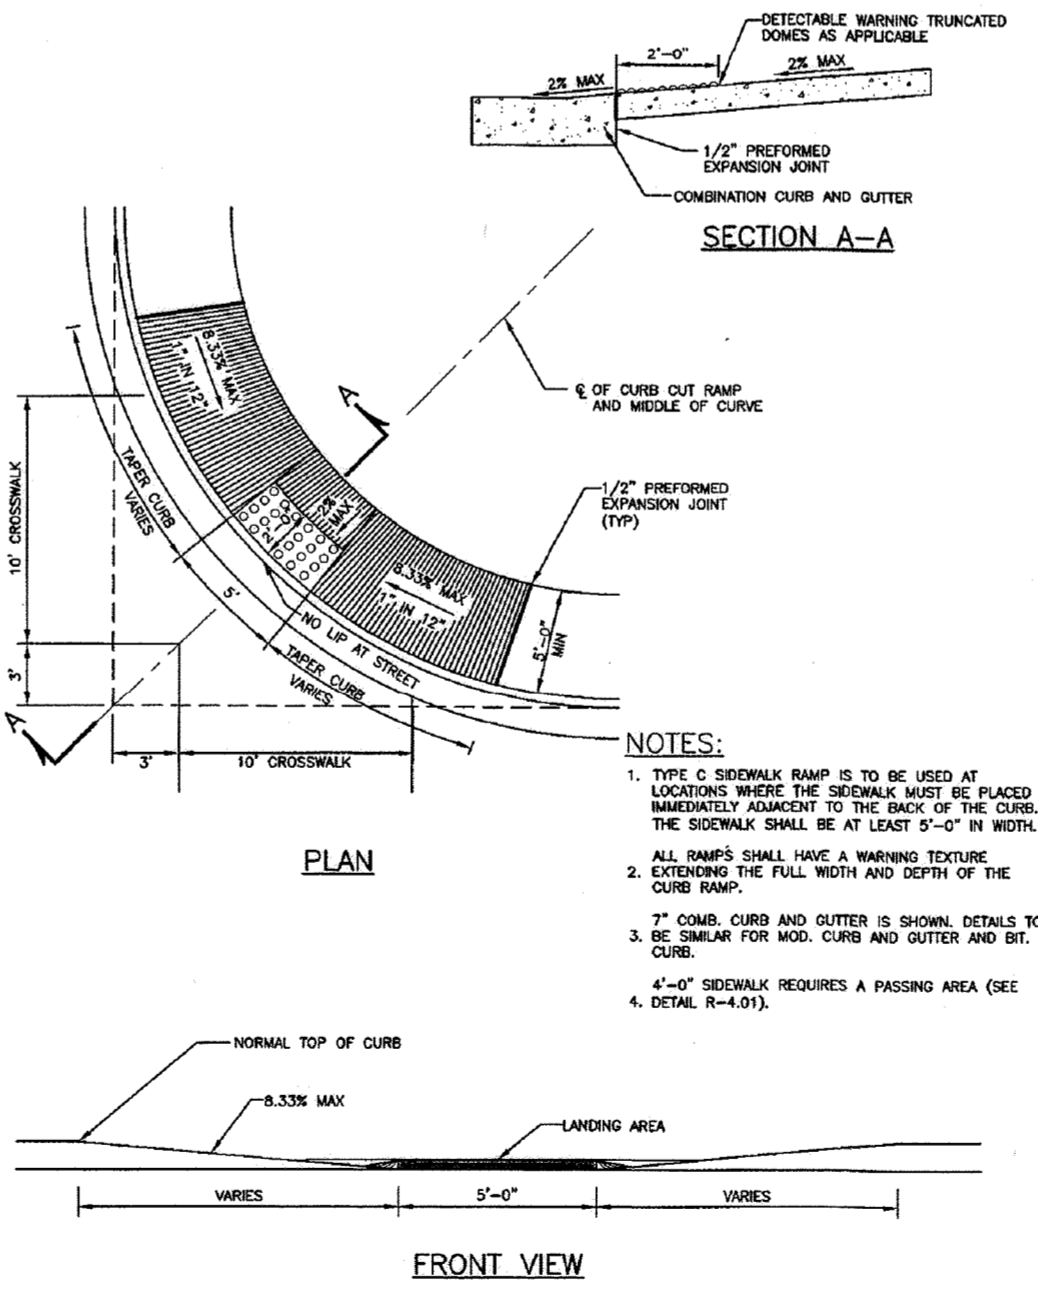 DETECTABLE WARNING TRUNCATED
DOMES AS APPLICABLE
2'-0"
2% MAX
2% MAX
1/2" PREFORMED
EXPANSION JOINT
COMBINATION CURB AND GUTTER
SECTION A-A
℄ OF CURB CUT RAMP
AND MIDDLE OF CURVE
A
8.33% MAX
1" IN 12"
TAPER CURB
VARIES
10' CROSSWALK
2'-0"
2%
MAX
1/2" PREFORMED
EXPANSION JOINT
(TYP)
8.33% MAX
1" IN 12"
5'
NO LIP AT STREET
TAPER CURB
VARIES
5'-0"
MIN
3'
A
3'
10' CROSSWALK
PLAN
NOTES:
1. TYPE C SIDEWALK RAMP IS TO BE USED AT
LOCATIONS WHERE THE SIDEWALK MUST BE PLACED
IMMEDIATELY ADJACENT TO THE BACK OF THE CURB.
THE SIDEWALK SHALL BE AT LEAST 5'-0" IN WIDTH.
ALL RAMP'S SHALL HAVE A WARNING TEXTURE
2. EXTENDING THE FULL WIDTH AND DEPTH OF THE
CURB RAMP.
7" COMB. CURB AND GUTTER IS SHOWN. DETAILS TO
3. BE SIMILAR FOR MOD. CURB AND GUTTER AND BIT.
CURB.
4'-0" SIDEWALK REQUIRES A PASSING AREA (SEE
4. DETAIL R-4.01).
NORMAL TOP OF CURB
8.33% MAX
LANDING AREA
VARIES
5'-0"
VARIES
FRONT VIEW